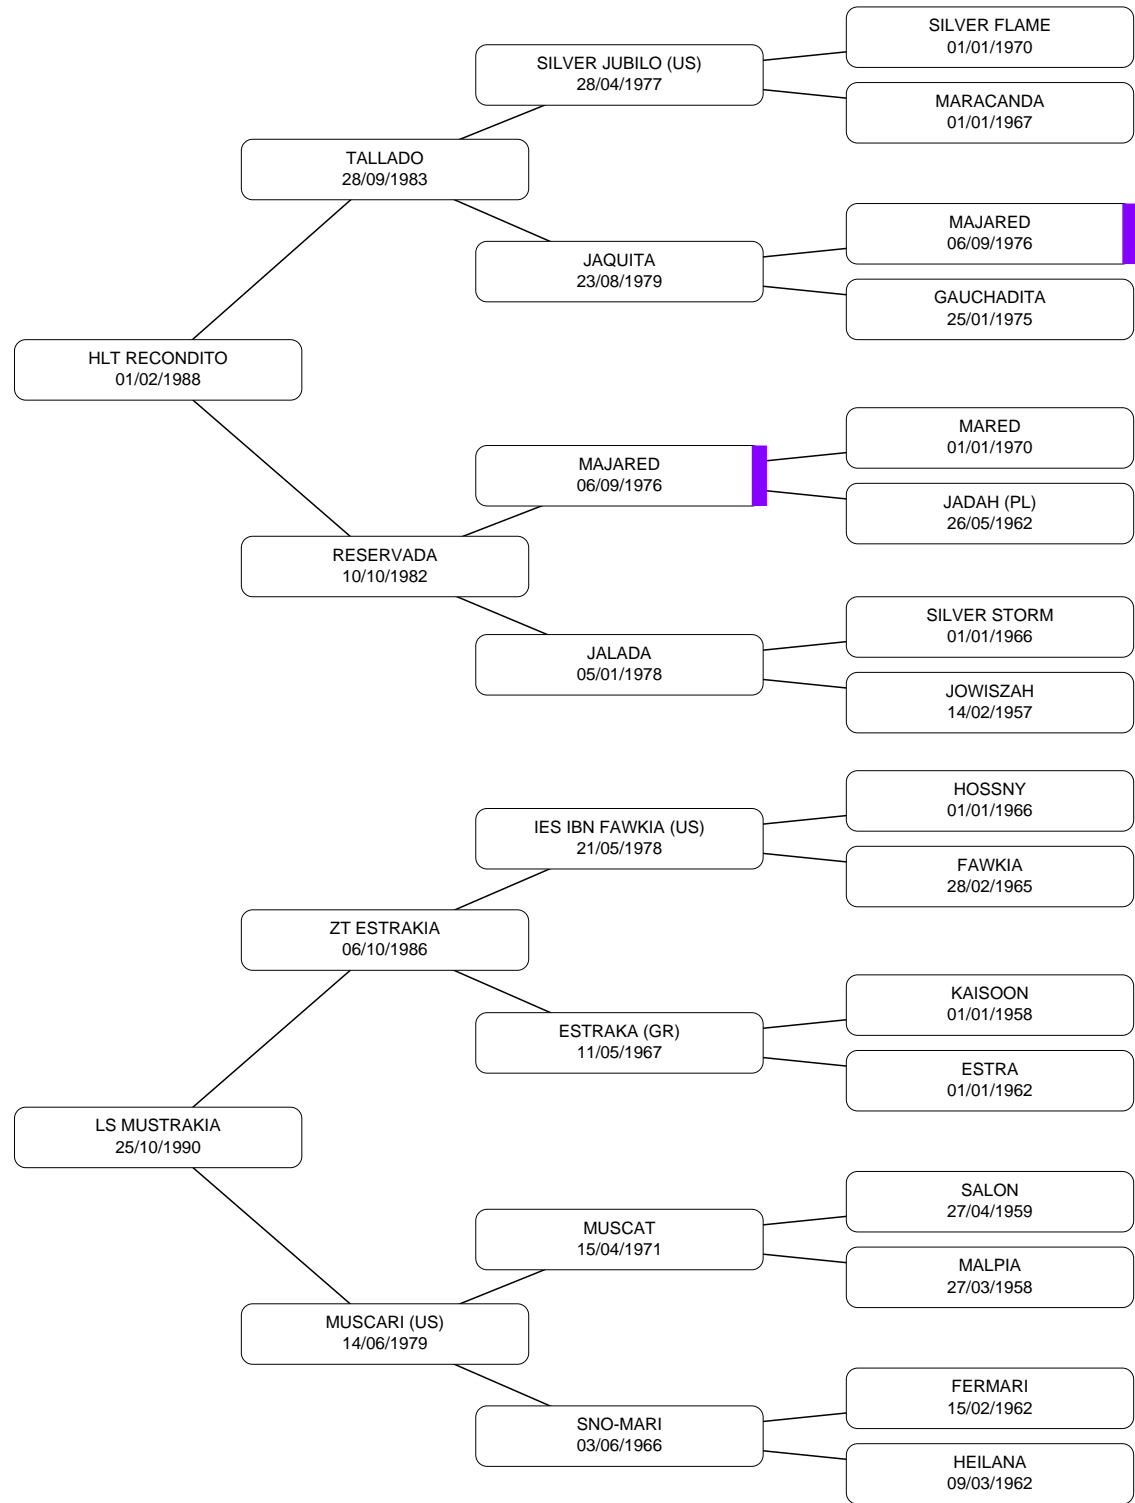 SILVER FLAME
01/01/1970
SILVER JUBILO (US)
28/04/1977
MARACANDA
01/01/1967
TALLADO
28/09/1983
MAJARED
06/09/1976
JAQUITA
23/08/1979
GAUCHADITA
25/01/1975
HLT RECONDITO
01/02/1988
MARED
01/01/1970
MAJARED
06/09/1976
JADAH (PL)
26/05/1962
RESERVADA
10/10/1982
SILVER STORM
01/01/1966
JALADA
05/01/1978
JOWISZAH
14/02/1957
HOSSNY
01/01/1966
IES IBN FAWKIA (US)
21/05/1978
FAWKIA
28/02/1965
ZT ESTRAKIA
06/10/1986
KAISOON
01/01/1958
ESTRAKA (GR)
11/05/1967
ESTRA
01/01/1962
LS MUSTRAKIA
25/10/1990
SALON
27/04/1959
MUSCAT
15/04/1971
MALPIA
27/03/1958
MUSCARI (US)
14/06/1979
FERMARI
15/02/1962
SNO-MARI
03/06/1966
HEILANA
09/03/1962